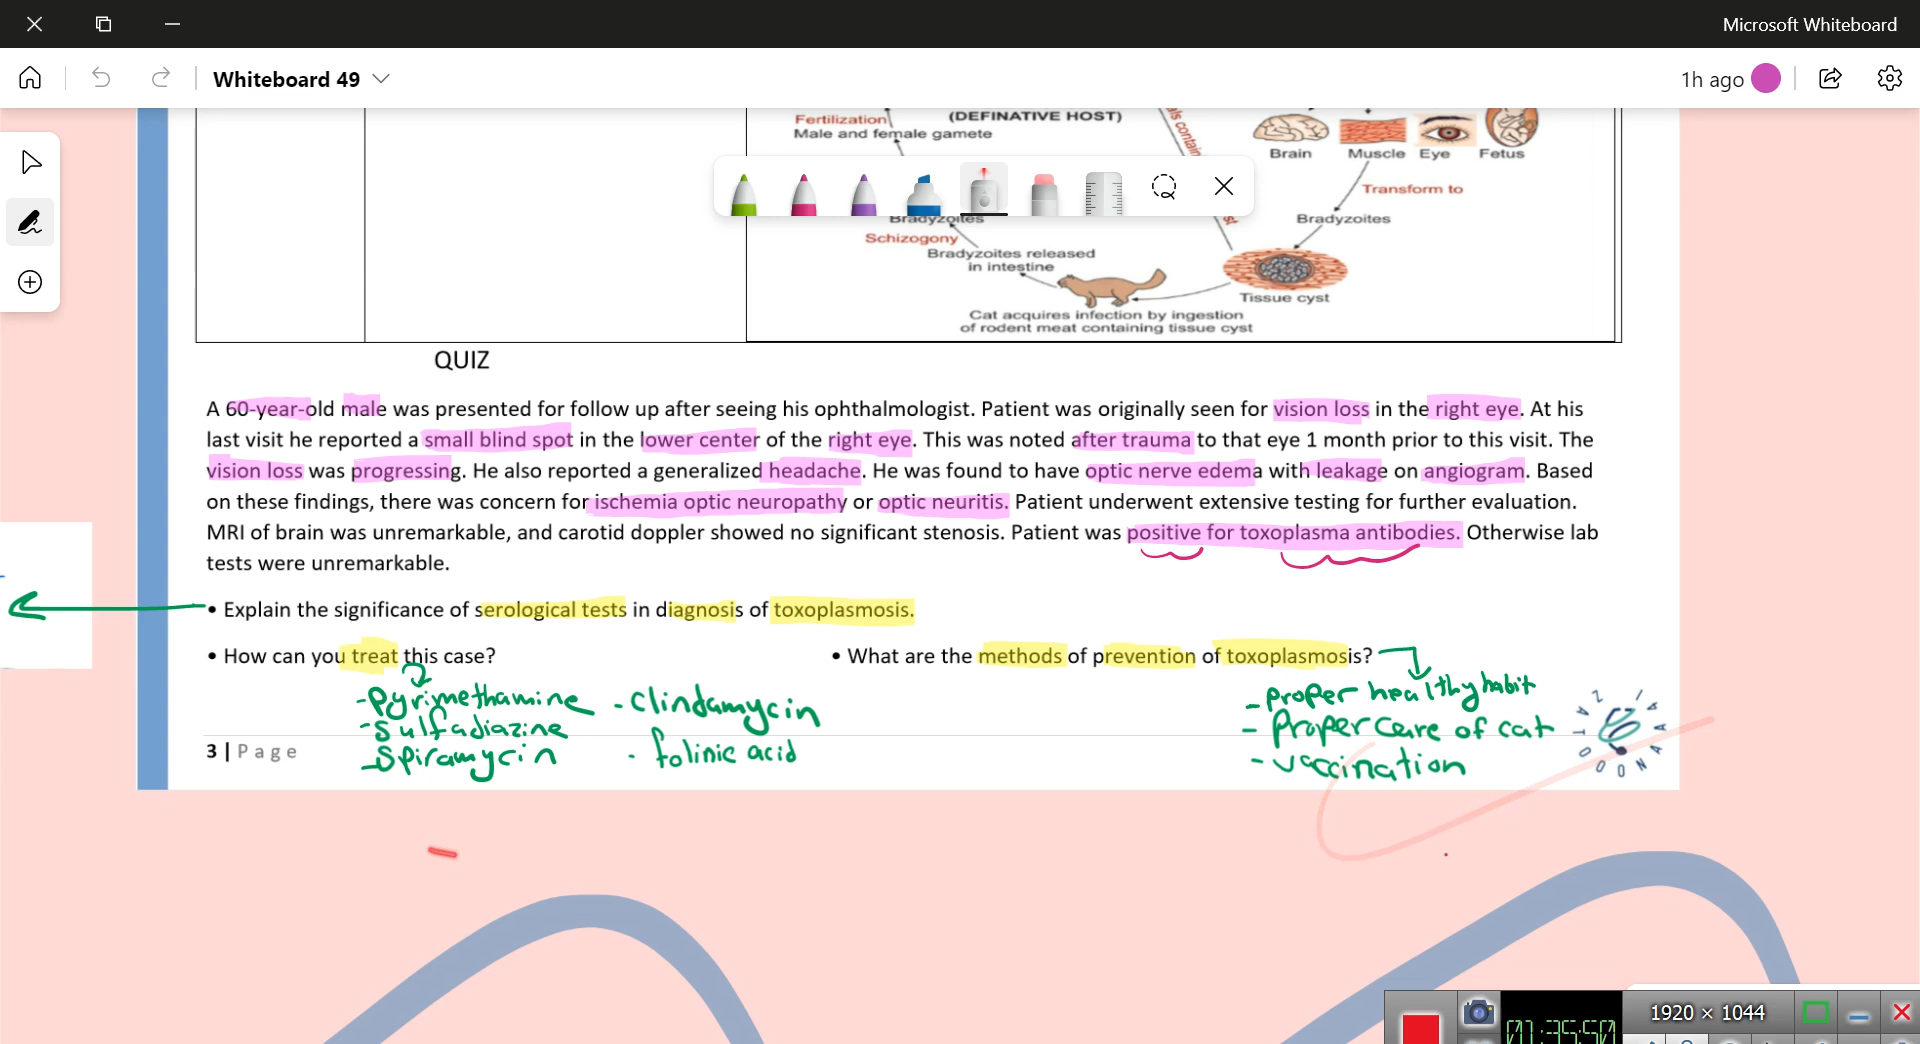 Microsoft Whiteboard
Whiteboard 49
1h ago
Fertilization
Male and female gamete
(DEFINATIVE HOST)
Brain Muscle Eye Fetus
Transform to
Bradyzoites
Bradyzoites
Schizogony
Bradyzoites released
in intestine
Tissue cyst
Cat acquires infection by ingestion
of rodent meat containing tissue cyst
QUIZ
A 60-year-old male was presented for follow up after seeing his ophthalmologist. Patient was originally seen for vision loss in the right eye. At his
last visit he reported a small blind spot in the lower center of the right eye. This was noted after trauma to that eye 1 month prior to this visit. The
vision loss was progressing. He also reported a generalized headache. He was found to have optic nerve edema with leakage on angiogram. Based
on these findings, there was concern for ischemia optic neuropathy or optic neuritis. Patient underwent extensive testing for further evaluation.
MRI of brain was unremarkable, and carotid doppler showed no significant stenosis. Patient was positive for toxoplasma antibodies. Otherwise lab
tests were unremarkable.
• Explain the significance of serological tests in diagnosis of toxoplasmosis.
• How can you treat this case?
• What are the methods of prevention of toxoplasmosis?
-Pyrimethamine
-Sulfadiazine
-Spiramycin
-Clindamycin
- folinic acid
- Proper healthy habit
- Proper care of cat
- vaccination
3 | Page
1920 × 1044
01:35:50